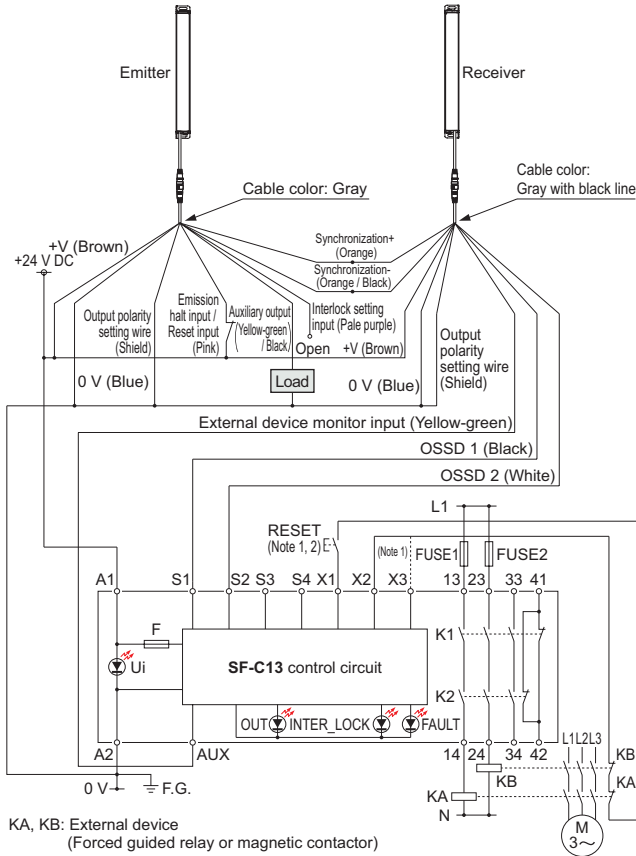 Emitter
Receiver
Cable color: Gray
Cable color:
Gray with black line
+V (Brown)
+24 V DC
Synchronization+
(Orange)
Synchronization-
(Orange / Black)
Output polarity
setting wire
(Shield)
Emission
halt input /
Reset input
(Pink)
Auxiliary output
(Yellow-green
/ Black)
Interlock setting
input (Pale purple)
Open
+V (Brown)
Output
polarity
setting wire
(Shield)
0 V (Blue)
Load
0 V (Blue)
External device monitor input (Yellow-green)
OSSD 1 (Black)
OSSD 2 (White)
L1
RESET
(Note 1, 2)
(Note 1)
FUSE1
FUSE2
A1
S1
S2
S3
S4
X1
X2
X3
13
23
33
41
F
K1
Ui
SF-C13 control circuit
K2
OUT
INTER_LOCK
FAULT
A2
AUX
14
24
34
42
L1
L2
L3
KB
KB
KA
KA
0 V
F.G.
N
M
3~
KA, KB: External device
(Forced guided relay or magnetic contactor)